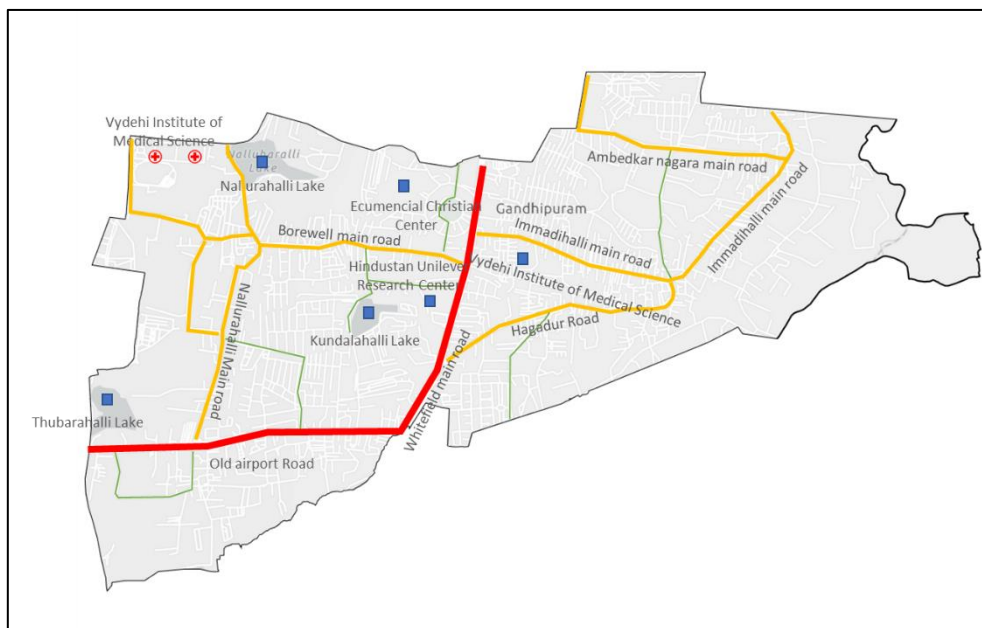 Vydehi Institute of
Medical Science
Nallurahalli
Lake
Nallurahalli Lake
Ecumencial Christian
Center
Ambedkar nagara main road
Gandhipuram
Immadihalli main road
Immadihalli main road
Borewell main road
Hindustan Unilever
Research Center
Vydehi Institute of Medical Science
Nallurahalli Main road
Kundalahalli Lake
Hagadur Road
Whitefield main road
Thubarahalli Lake
Old airport Road